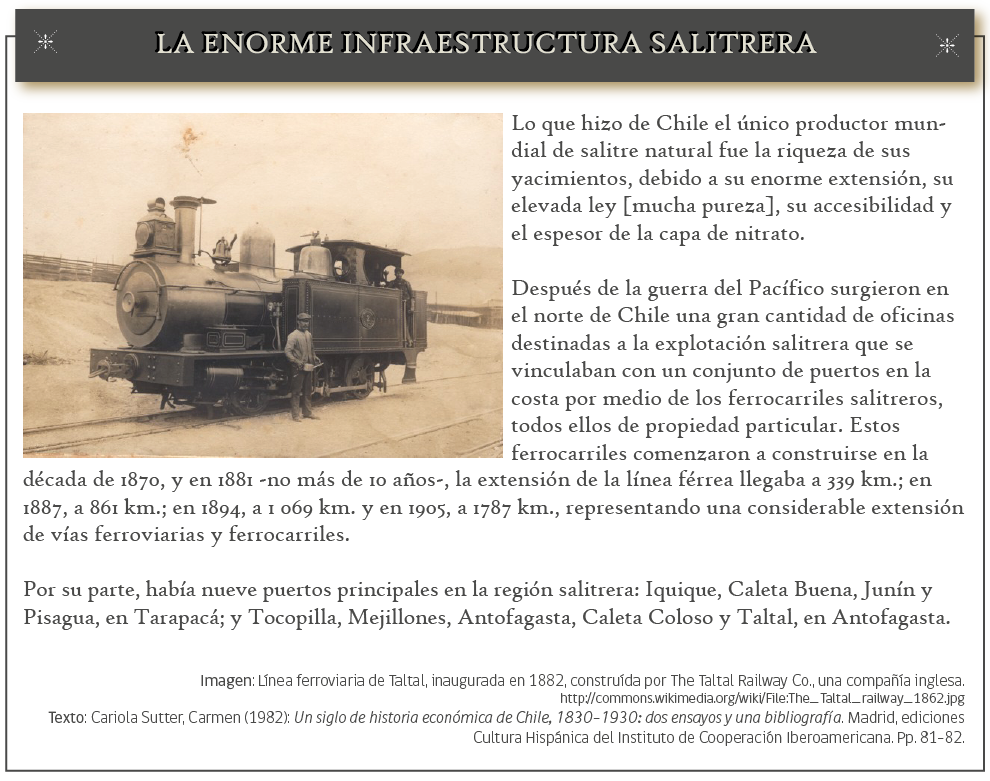 LA ENORME INFRAESTRUCTURA SALITRERA
Lo que hizo de Chile el único productor mun-
dial de salitre natural fue la riqueza de sus
yacimientos, debido a su enorme extensión, su
elevada ley [mucha pureza], su accesibilidad y
el espesor de la capa de nitrato.
Después de la guerra del Pacífico surgieron en
el norte de Chile una gran cantidad de oficinas
destinadas a la explotación salitrera que se
vinculaban con un conjunto de puertos en la
costa por medio de los ferrocarriles salitreros,
todos ellos de propiedad particular. Estos
ferrocarriles comenzaron a construirse en la
década de 1870, y en 1881 -no más de 10 años-, la extensión de la línea férrea llegaba a 339 km.; en
1887, a 861 km.; en 1894, a 1 069 km. y en 1905, a 1787 km., representando una considerable extensión
de vías ferroviarias y ferrocarriles.
Por su parte, había nueve puertos principales en la región salitrera: Iquique, Caleta Buena, Junín y
Pisagua, en Tarapacá; y Tocopilla, Mejillones, Antofagasta, Caleta Coloso y Taltal, en Antofagasta.
Imagen: Línea ferroviaria de Taltal, inaugurada en 1882, construída por The Taltal Railway Co., una compañía inglesa.
http://commons.wikimedia.org/wiki/File:The_Taltal_railway_1862.jpg
Texto: Cariola Sutter, Carmen (1982): Un siglo de historia económica de Chile, 1830-1930: dos ensayos y una bibliografía. Madrid, ediciones
Cultura Hispánica del Instituto de Cooperación Iberoamericana. Pp. 81-82.